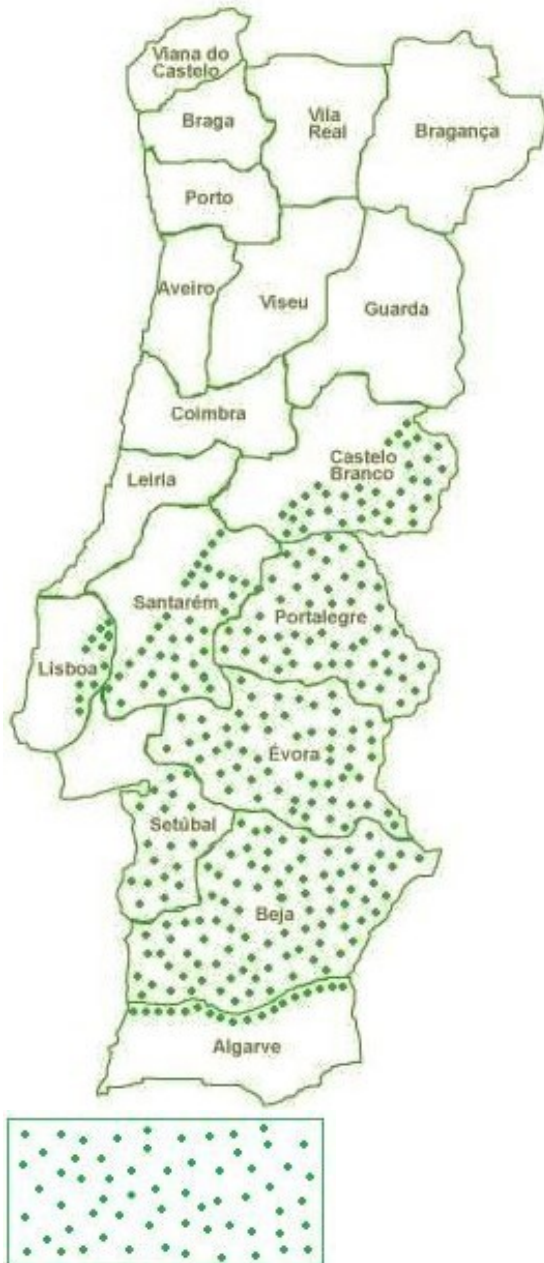 Viana do
Castelo
Braga
Vila
Real
Bragança
Porto
Aveiro
Viseu
Guarda
Coimbra
Castelo
Branco
Leiria
Santarém
Portalegre
Lisboa
Évora
Setúbal
Beja
Algarve